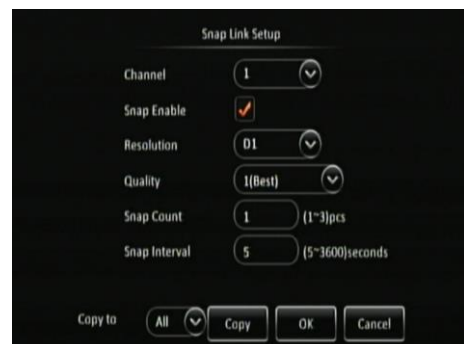 Snap Link Setup
Channel 1
Snap Enable
Resolution D1
Quality 1(Best)
Snap Count 1 (1~3)pcs
Snap Interval 5 (5~3600)seconds
Copy to All Copy OK Cancel